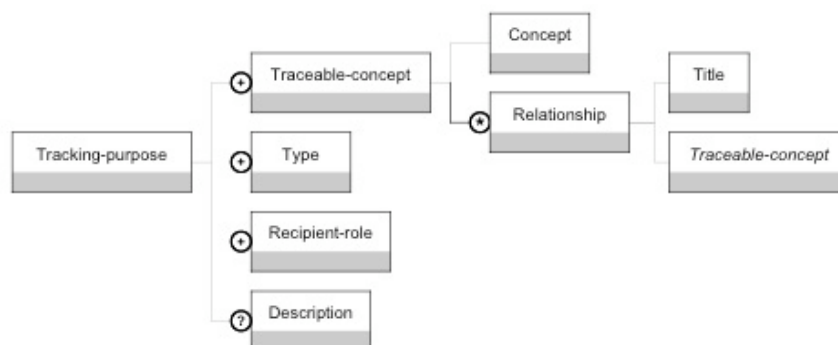 Concept
Traceable-concept
Title
+
Relationship
*
Tracking-purpose
Type
Traceable-concept
+
Recipient-role
+
Description
?